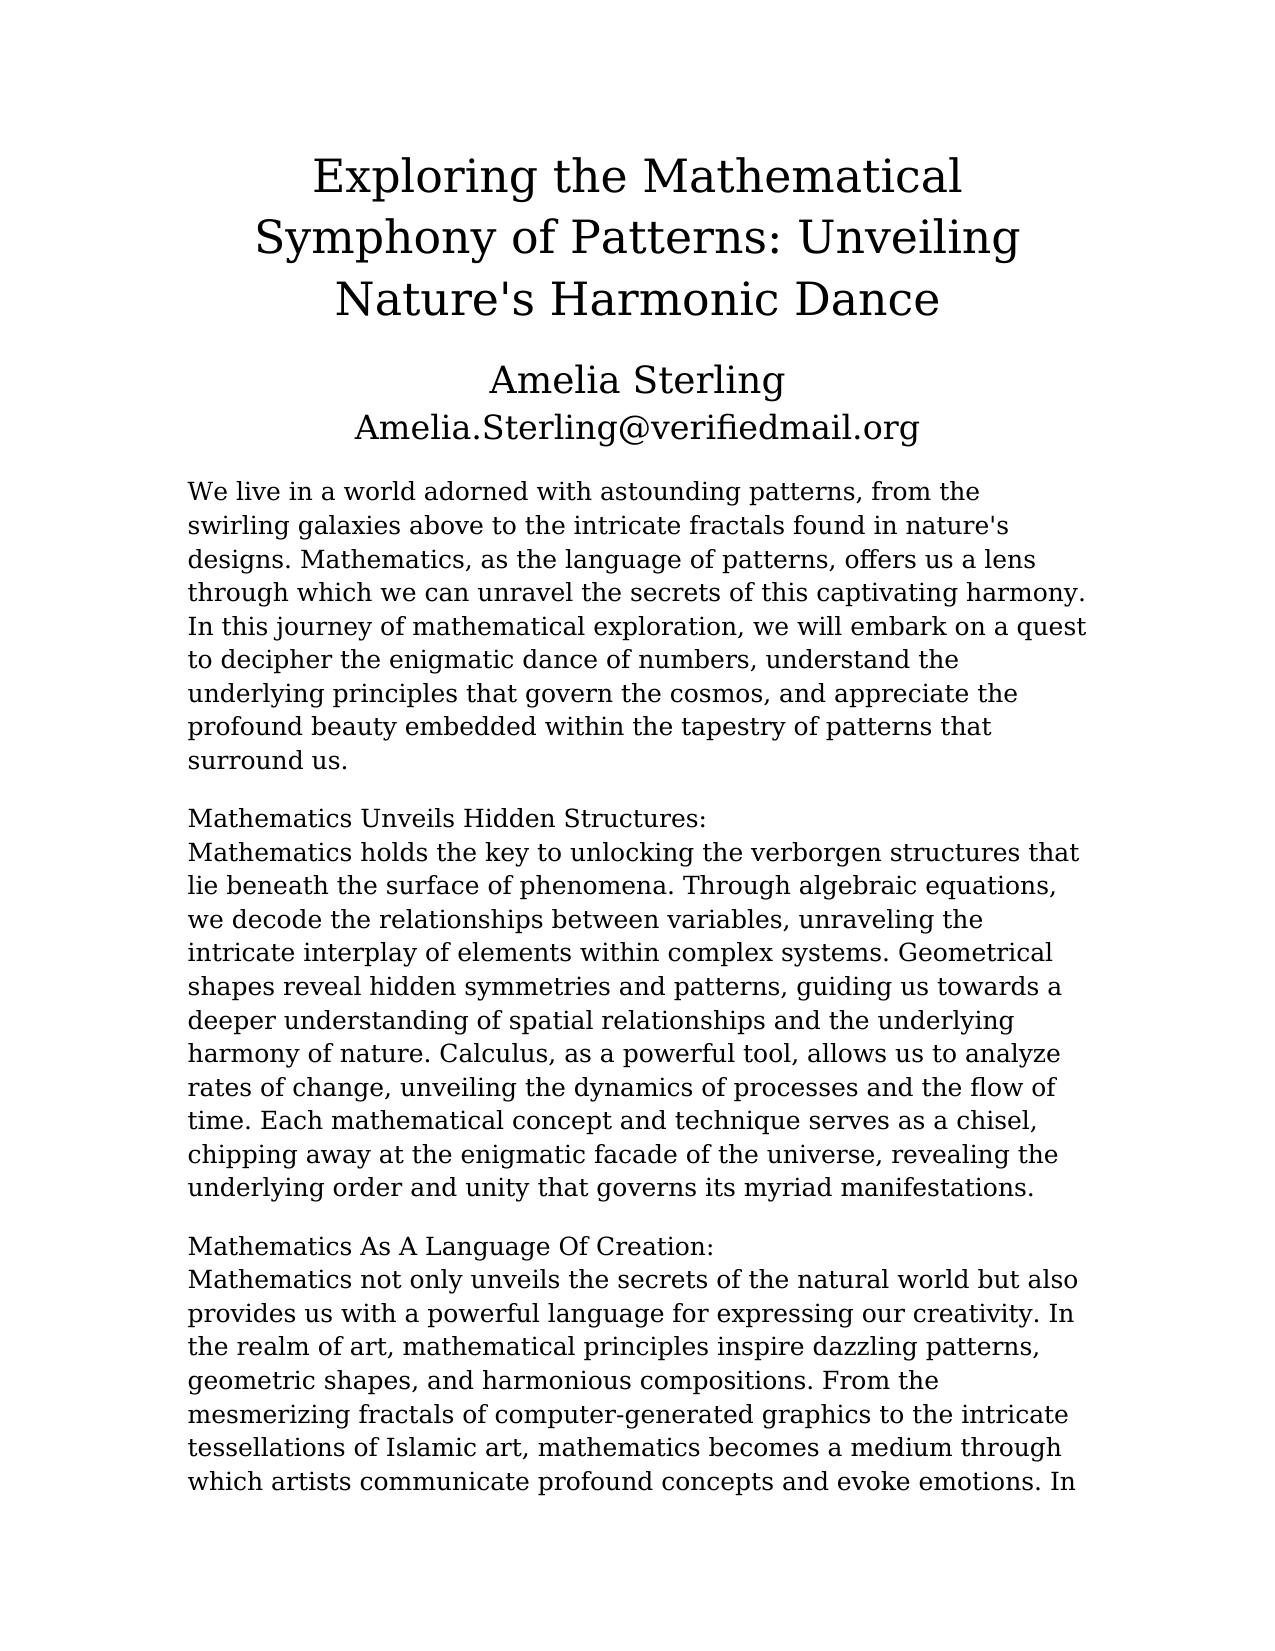 Exploring the Mathematical
Symphony of Patterns: Unveiling
Nature's Harmonic Dance
Amelia Sterling
Amelia.Sterling@verifiedmail.org
We live in a world adorned with astounding patterns, from the
swirling galaxies above to the intricate fractals found in nature's
designs. Mathematics, as the language of patterns, offers us a lens
through which we can unravel the secrets of this captivating harmony.
In this journey of mathematical exploration, we will embark on a quest
to decipher the enigmatic dance of numbers, understand the
underlying principles that govern the cosmos, and appreciate the
profound beauty embedded within the tapestry of patterns that
surround us.
Mathematics Unveils Hidden Structures:
Mathematics holds the key to unlocking the verborgen structures that
lie beneath the surface of phenomena. Through algebraic equations,
we decode the relationships between variables, unraveling the
intricate interplay of elements within complex systems. Geometrical
shapes reveal hidden symmetries and patterns, guiding us towards a
deeper understanding of spatial relationships and the underlying
harmony of nature. Calculus, as a powerful tool, allows us to analyze
rates of change, unveiling the dynamics of processes and the flow of
time. Each mathematical concept and technique serves as a chisel,
chipping away at the enigmatic facade of the universe, revealing the
underlying order and unity that governs its myriad manifestations.
Mathematics As A Language Of Creation:
Mathematics not only unveils the secrets of the natural world but also
provides us with a powerful language for expressing our creativity. In
the realm of art, mathematical principles inspire dazzling patterns,
geometric shapes, and harmonious compositions. From the
mesmerizing fractals of computer-generated graphics to the intricate
tessellations of Islamic art, mathematics becomes a medium through
which artists communicate profound concepts and evoke emotions. In